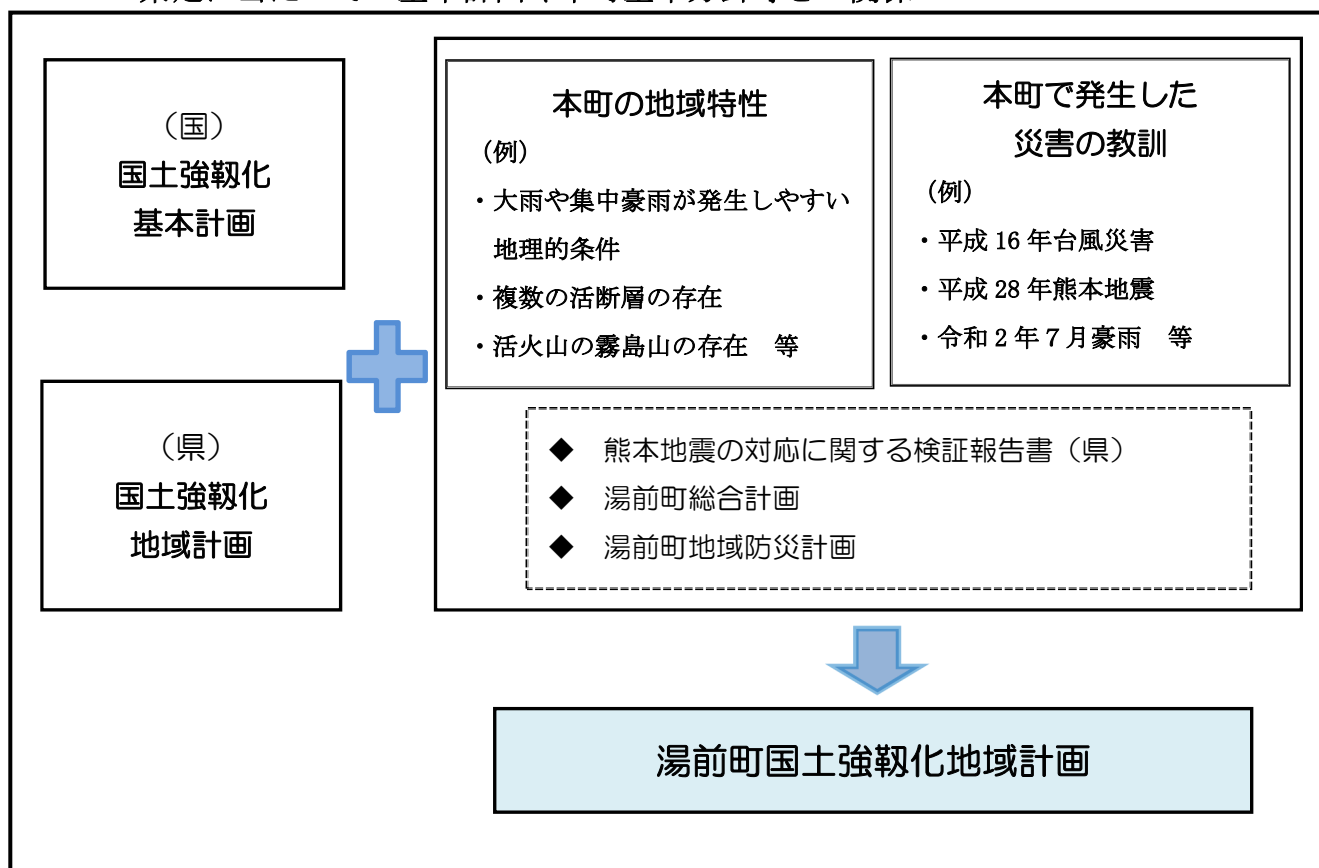 （国）
国土強靱化
基本計画
（県）
国土強靱化
地域計画
本町の地域特性
（例）
・大雨や集中豪雨が発生しやすい
地理的条件
・複数の活断層の存在
・活火山の霧島山の存在　等
本町で発生した
災害の教訓
（例）
・平成 16 年台風災害
・平成 28 年熊本地震
・令和 2 年 7 月豪雨　等
◆ 熊本地震の対応に関する検証報告書（県）
◆ 湯前町総合計画
◆ 湯前町地域防災計画
湯前町国土強靱化地域計画